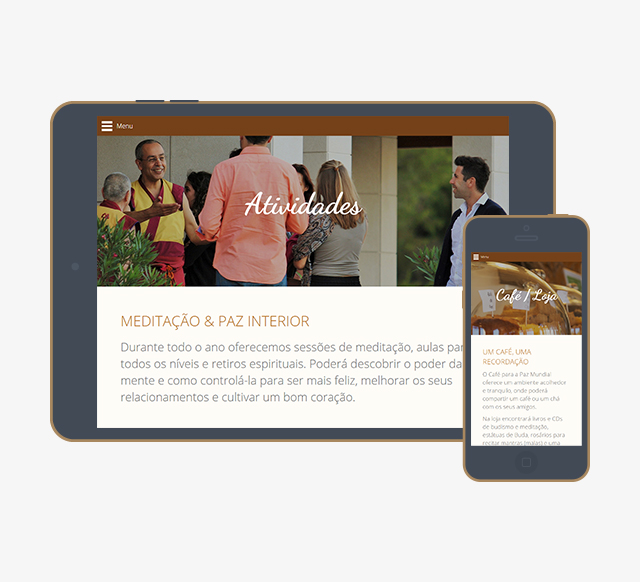 Menu
Atividades
MEDITAÇÃO & PAZ INTERIOR
Durante todo o ano oferecemos sessões de meditação, aulas par
todos os níveis e retiros espirituais. Poderá descobrir o poder da
mente e como controlá-la para ser mais feliz, melhorar os seus
relacionamentos e cultivar um bom coração.
Menu
Café / Loja
UM CAFÉ, UMA
RECORDAÇÃO
O Café para a Paz Mundial
oferece um ambiente acolhedor
e tranquilo, onde poderá
compartir um café ou um chá
com os seus amigos.
Na loja encontrará livros e CDs
de budismo e meditação,
estátuas de Buda, rosários para
recitar mantras (malas) e uma